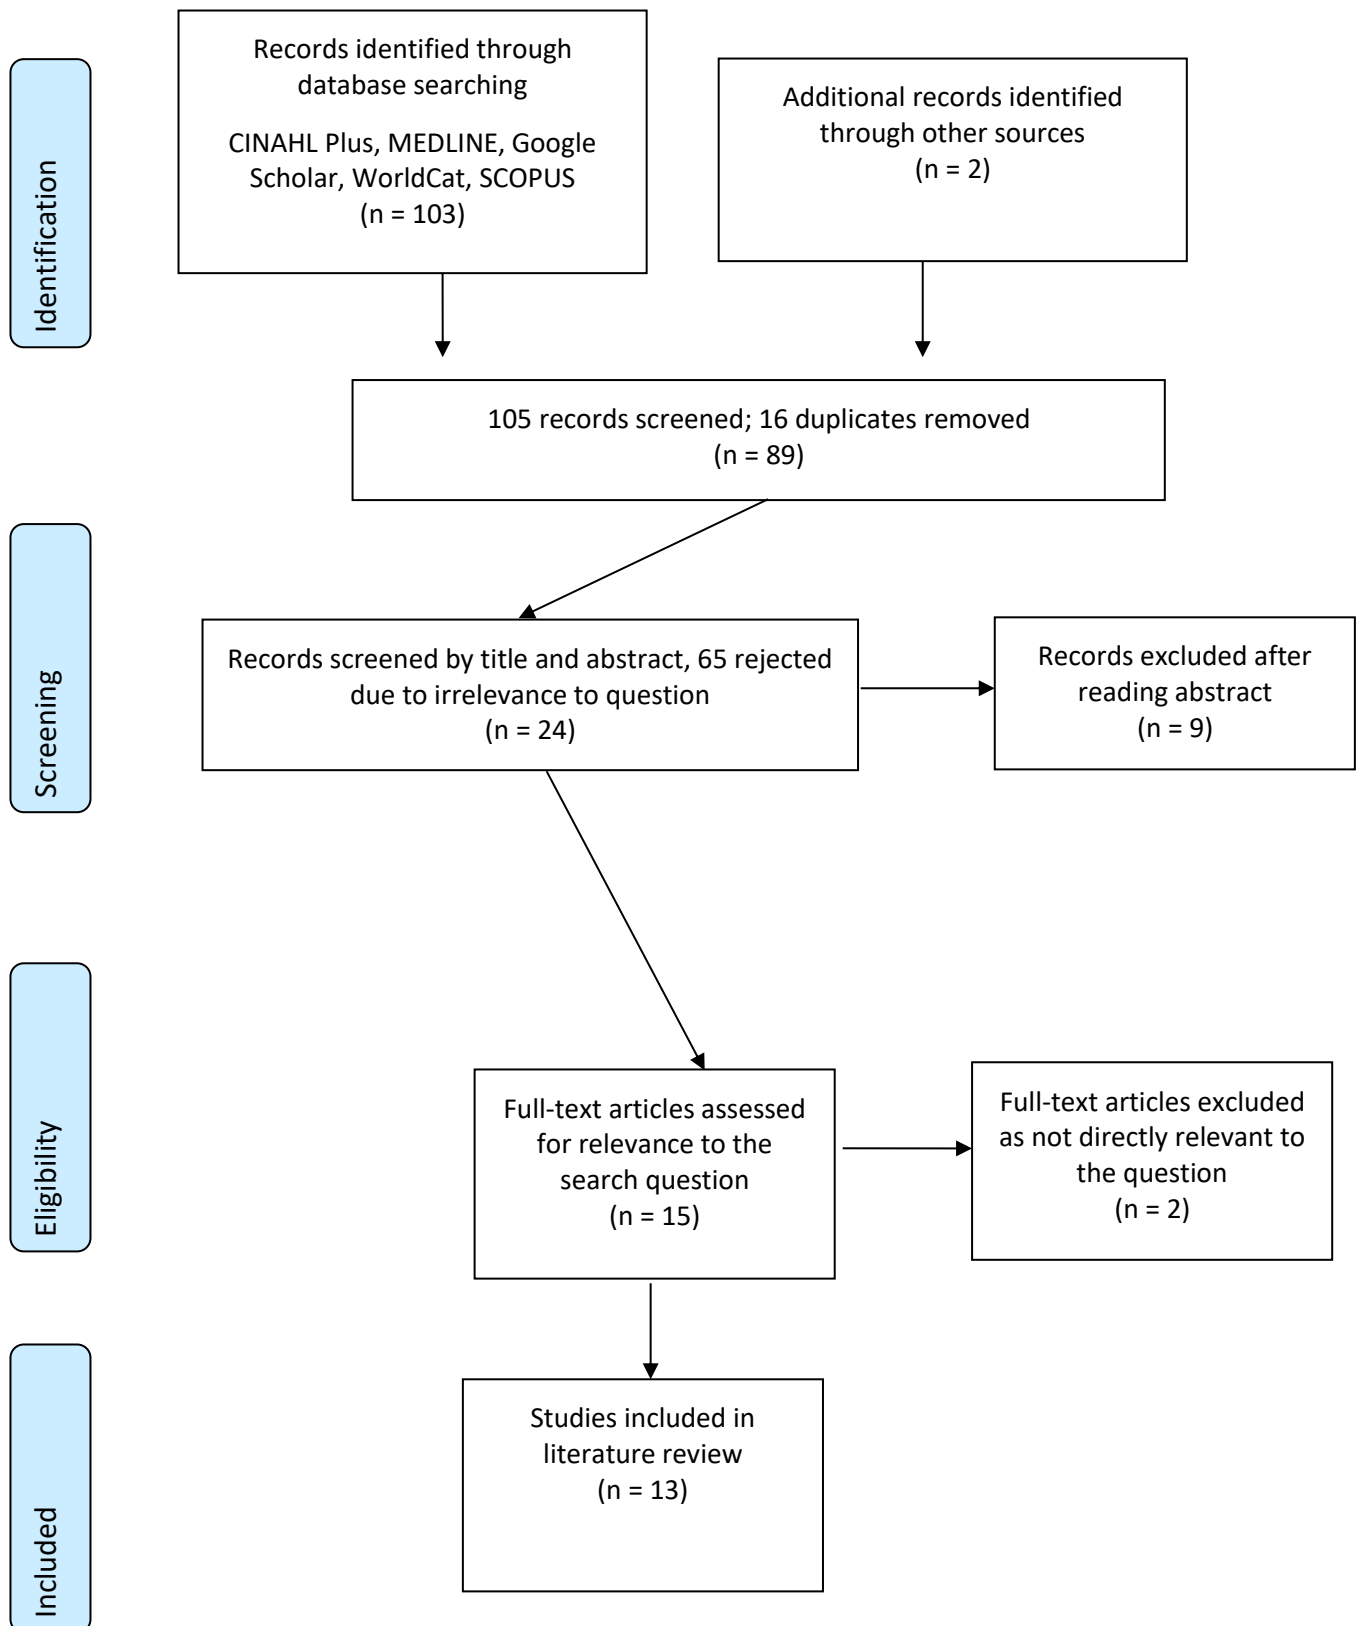 Identification
Records identified through
database searching
CINAHL Plus, MEDLINE, Google
Scholar, WorldCat, SCOPUS
(n = 103)
Additional records identified
through other sources
(n = 2)
105 records screened; 16 duplicates removed
(n = 89)
Screening
Records screened by title and abstract, 65 rejected
due to irrelevance to question
(n = 24)
Records excluded after
reading abstract
(n = 9)
Eligibility
Full-text articles assessed
for relevance to the
search question
(n = 15)
Full-text articles excluded
as not directly relevant to
the question
(n = 2)
Included
Studies included in
literature review
(n = 13)